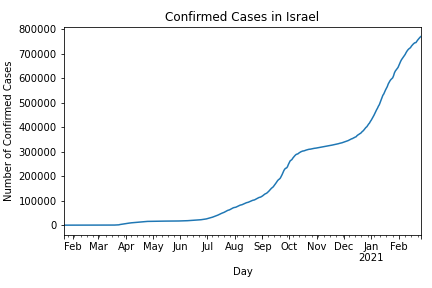 Confirmed Cases in Israel
800000
700000
600000
500000
400000
300000
200000
100000
0
Number of Confirmed Cases
Feb Mar Apr May Jun Jul Aug Sep Oct Nov Dec Jan Feb
2021
Day